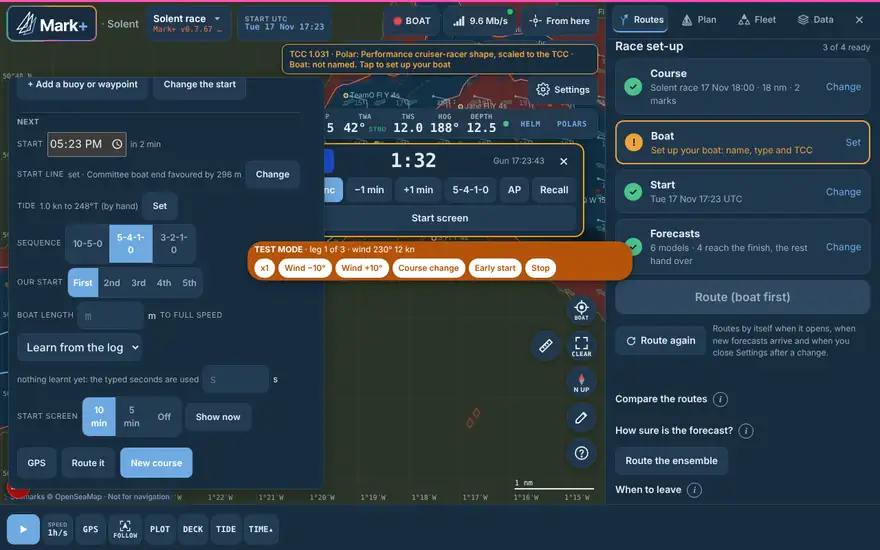 Mark+
· Solent
Solent race
Mark+ v0.7.67 …
START UTC
Tue 17 Nov 17:23
BOAT
9.6 Mb/s
From here
Routes
Plan
Fleet
Data
TCC 1.031 · Polar: Performance cruiser-racer shape, scaled to the TCC ·
Boat: not named. Tap to set up your boat
Race set-up
3 of 4 ready
Course
Solent race 17 Nov 18:00 · 18 nm · 2
marks
Change
Boat
Set up your boat: name, type and TCC
Set
Start
Tue 17 Nov 17:23 UTC
Change
Forecasts
6 models · 4 reach the finish, the rest
hand over
Change
Route (boat first)
Route again
Routes by itself when it opens, when
new forecasts arrive and when you
close Settings after a change.
Compare the routes
How sure is the forecast?
Route the ensemble
When to leave
+ Add a buoy or waypoint
Change the start
NEXT
START
05:23 PM
in 2 min
START LINE
set · Committee boat end favoured by 296 m
Change
TIDE
1.0 kn to 248°T (by hand)
Set
SEQUENCE
10-5-0
5-4-1-
0
3-2-1-
0
OUR START
First
2nd
3rd
4th
5th
BOAT LENGTH
m
m
TO FULL SPEED
Learn from the log
nothing learnt yet: the typed seconds are used
s
s
START SCREEN
10
min
5
min
Off
Show now
GPS
Route it
New course
TeamO Fl Y 4s
Settings
TWA
42° STBD
TWS
12.0
HDG
188°
DEPTH
12.5
HELM
POLARS
1:32
Gun 17:23:43
−1 min
+1 min
5-4-1-0
AP
Recall
Start screen
TEST MODE · leg 1 of 3 · wind 230° 12 kn
x1
Wind −10°
Wind +10°
Course change
Early start
Stop
BOAT
CLEAR
N UP
1 nm
© OpenSeaMap · Not for navigation
1°22'W
1°21'W
1°20'W
1°19'W
1°18'W
1°17'W
1°16'W
1°15'W
SPEED
1h/s
GPS
FOLLOW
PLOT
DECK
TIDE
TIME▴